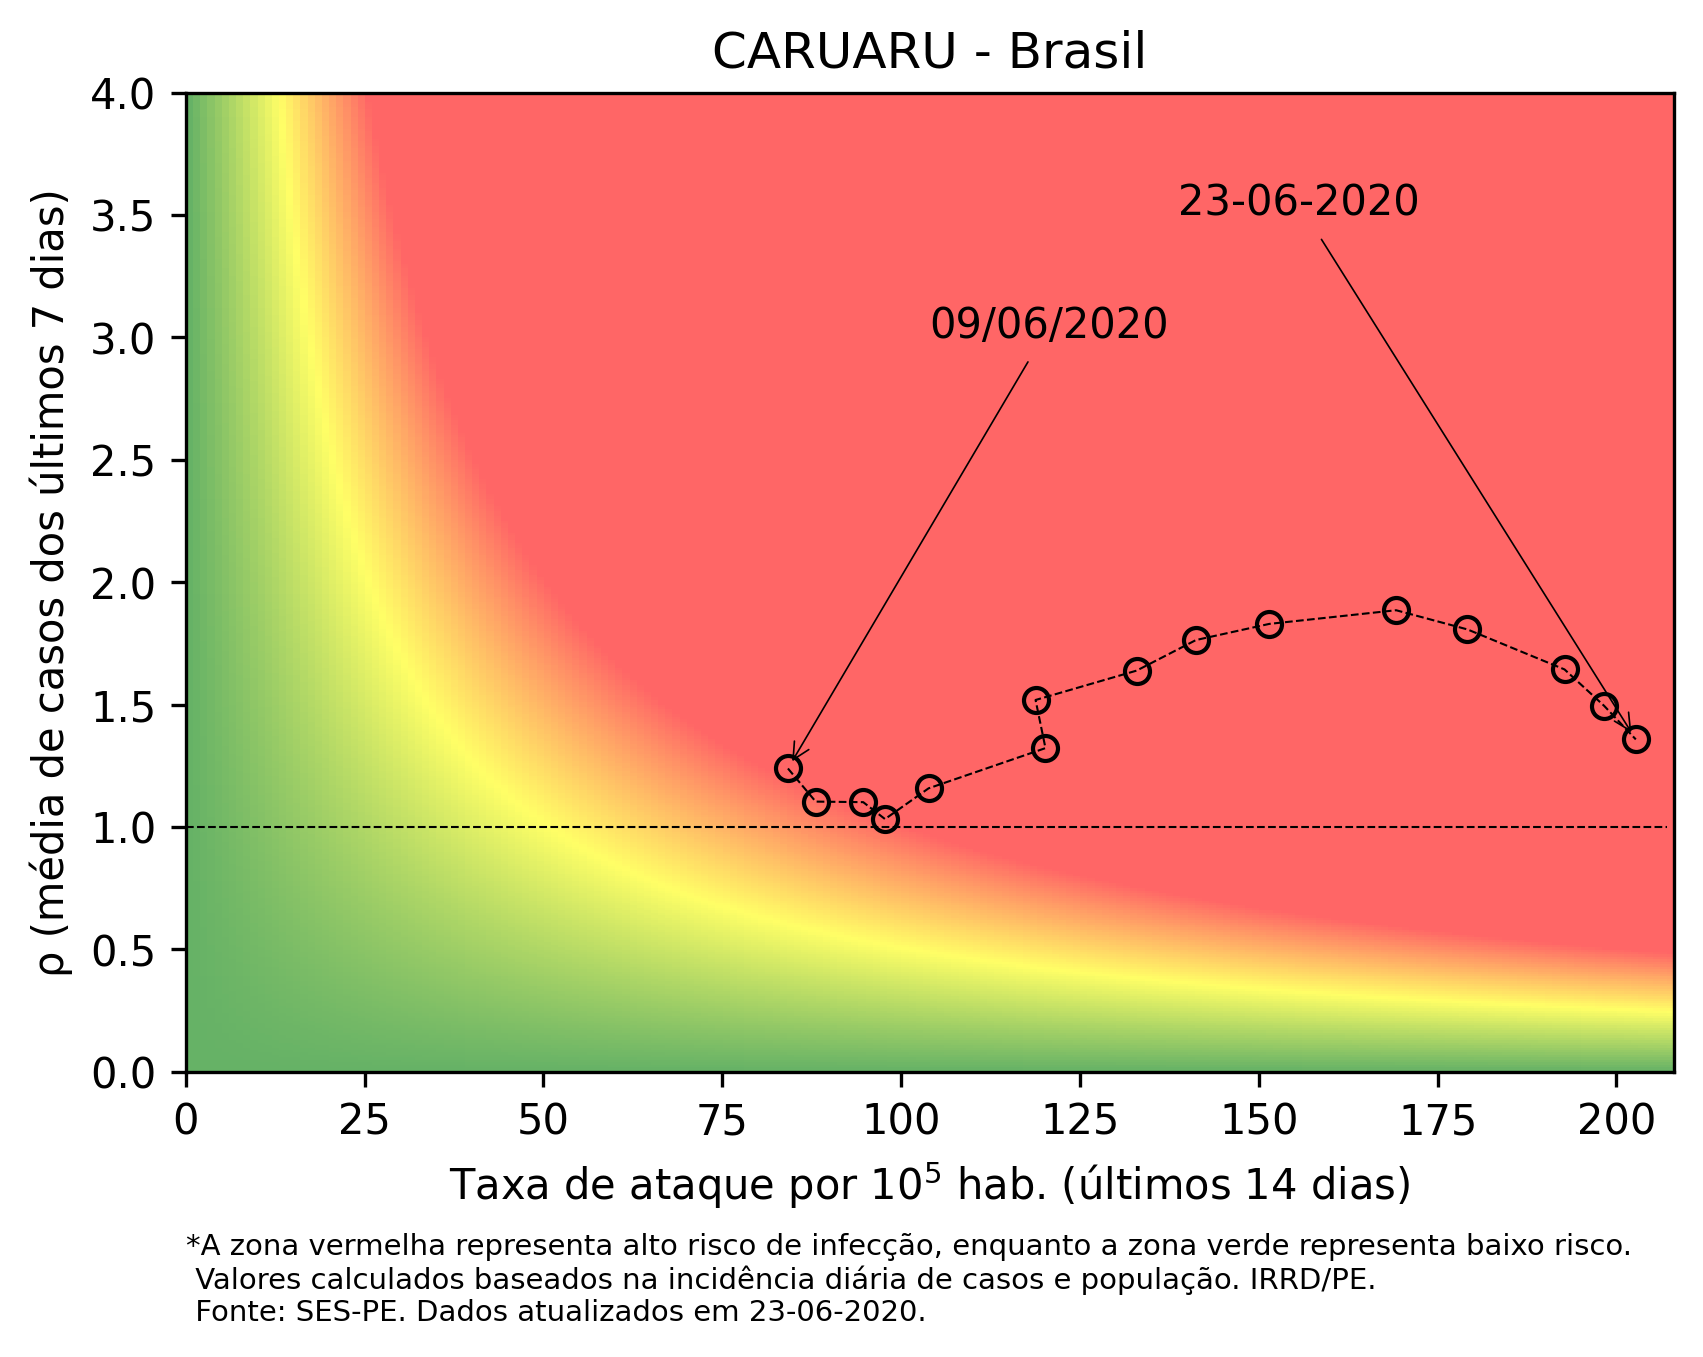 CARUARU - Brasil
4.0
3.5
3.0
2.5
2.0
1.5
1.0
0.5
0.0
ρ (média de casos dos últimos 7 dias)
23-06-2020
09/06/2020
0 25 50 75 100 125 150 175 200
Taxa de ataque por 10⁵ hab. (últimos 14 dias)
*A zona vermelha representa alto risco de infecção, enquanto a zona verde representa baixo risco.
Valores calculados baseados na incidência diária de casos e população. IRRD/PE.
Fonte: SES-PE. Dados atualizados em 23-06-2020.